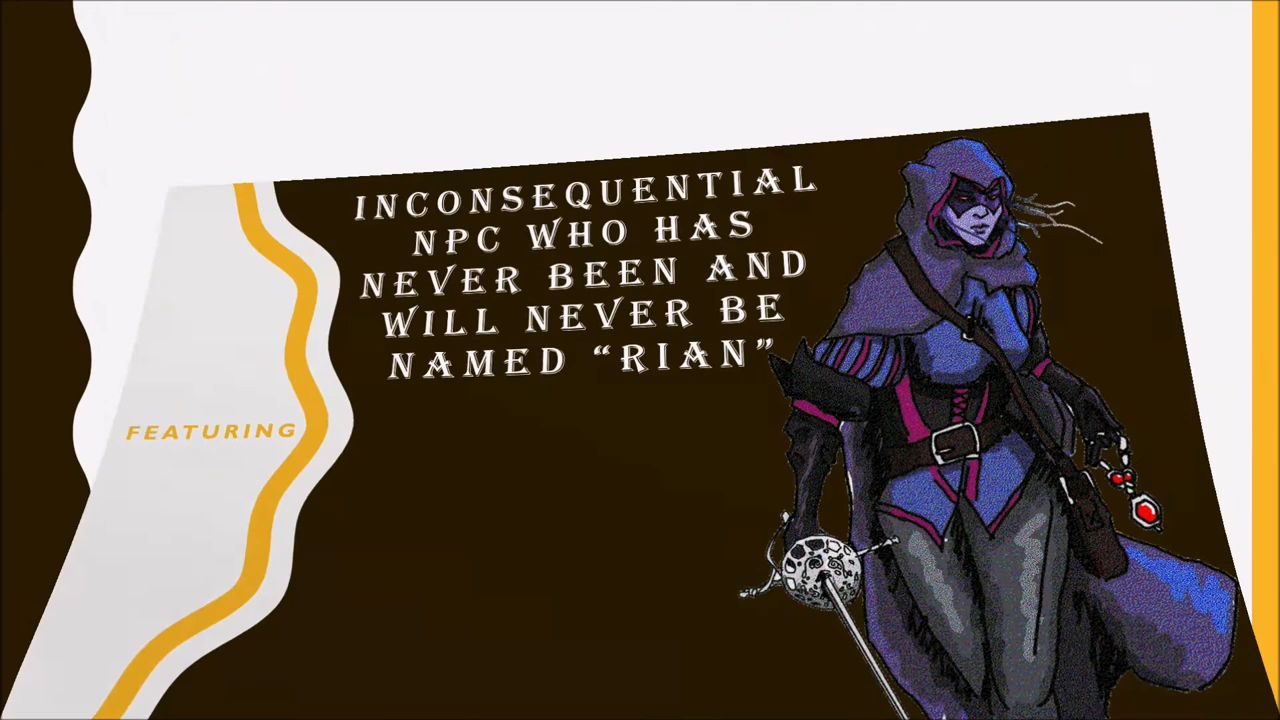 FEATURING
INCONSEQUENTIAL
NPC WHO HAS
NEVER BEEN AND
WILL NEVER BE
NAMED “RIAN”